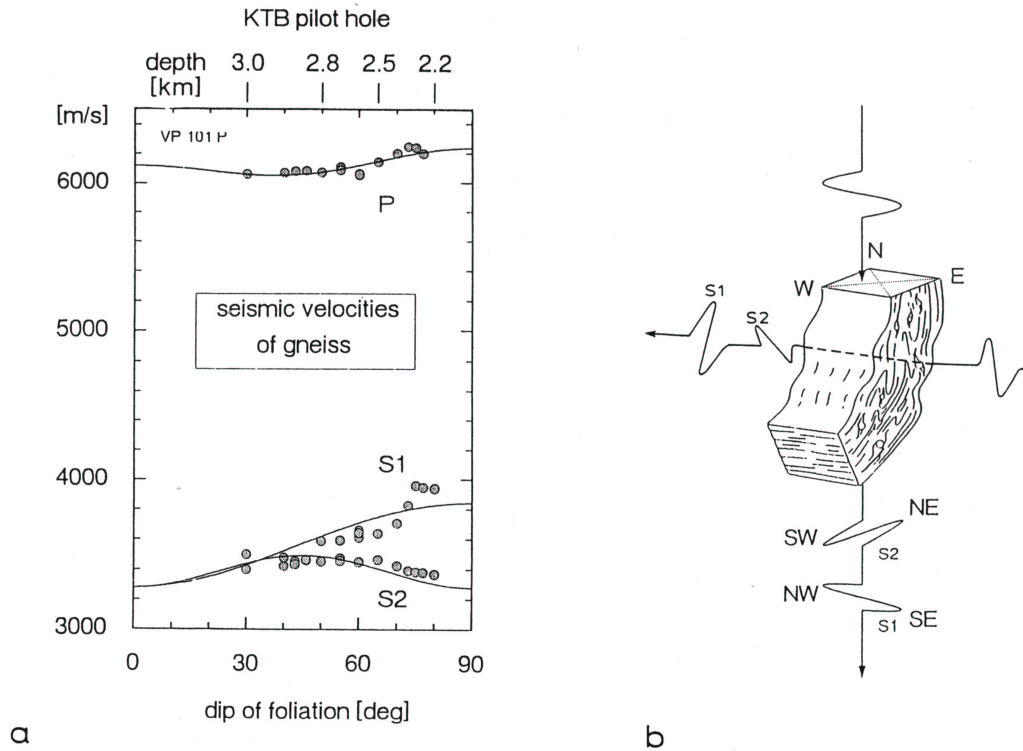 KTB pilot hole
depth 3.0 2.8 2.5 2.2
[km]
[m/s]
VP 101 P
6000
P
seismic velocities
of gneiss
5000
S1
4000
S2
3000
0 30 60 90
dip of foliation [deg]
a
N
W E
S1
S2
NE
SW
S2
NW
S1 SE
b